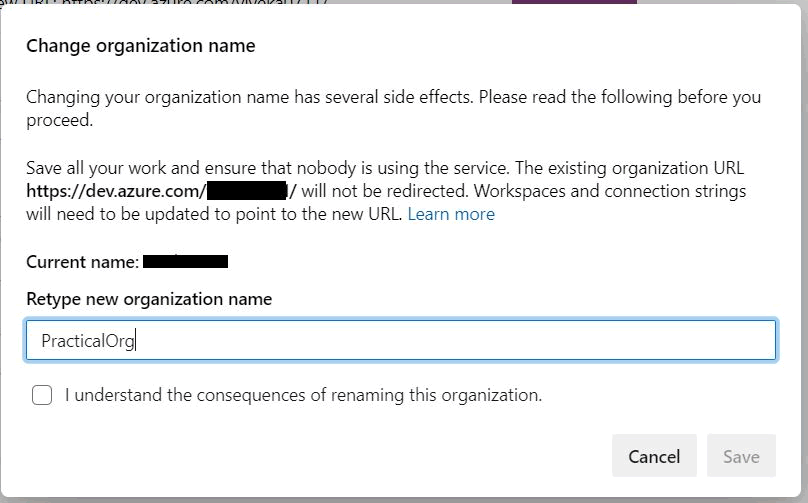 Change organization name
Changing your organization name has several side effects. Please read the following before you
proceed.
Save all your work and ensure that nobody is using the service. The existing organization URL
https://dev.azure.com/ / will not be redirected. Workspaces and connection strings
will need to be updated to point to the new URL. Learn more
Current name:
Retype new organization name
PracticalOrg
I understand the consequences of renaming this organization.
Cancel Save